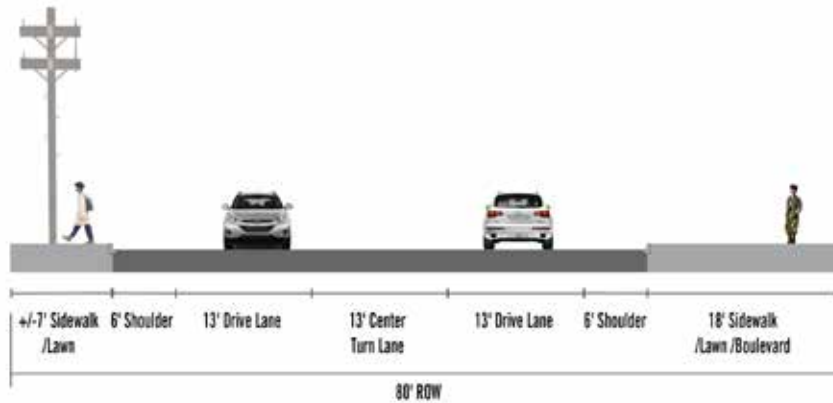 +/-7' Sidewalk
/Lawn
6' Shoulder
13' Drive Lane
13' Center
Turn Lane
13' Drive Lane
6' Shoulder
18' Sidewalk
/Lawn /Boulevard
80' ROW